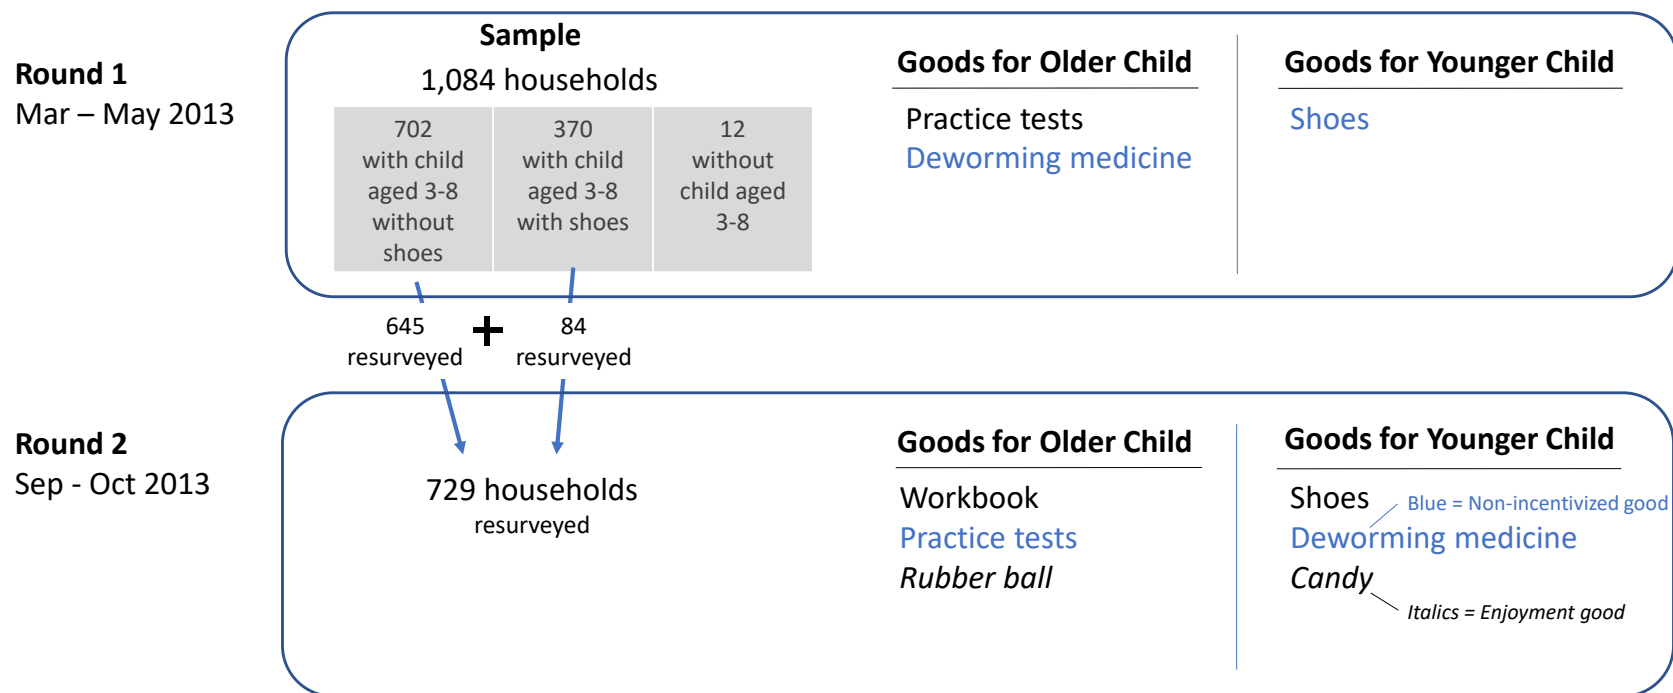 Round 1
Mar – May 2013
Sample
1,084 households
702
with child
aged 3-8
without
shoes
370
with child
aged 3-8
with shoes
12
without
child aged
3-8
Goods for Older Child
Practice tests
Deworming medicine
Goods for Younger Child
Shoes
645
resurveyed
+
84
resurveyed
Round 2
Sep - Oct 2013
729 households
resurveyed
Goods for Older Child
Workbook
Practice tests
Rubber ball
Goods for Younger Child
Shoes
Blue = Non-incentivized good
Deworming medicine
Candy
Italics = Enjoyment good